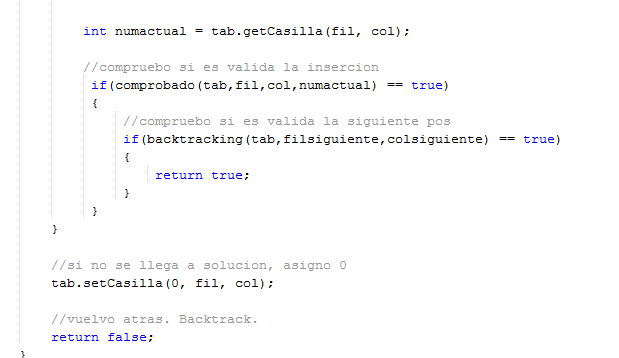 int numactual = tab.getCasilla(fil, col);
//compruebo si es valida la insercion
if(comprobado(tab,fil,col,numactual) == true)
{
//compruebo si es valida la siguiente pos
if(backtracking(tab,filsiguiente,colsiguiente) == true)
{
return true;
}
}
}
//si no se llega a solucion, asigno 0
tab.setCasilla(0, fil, col);
//vuelvo atras. Backtrack.
return false;
}